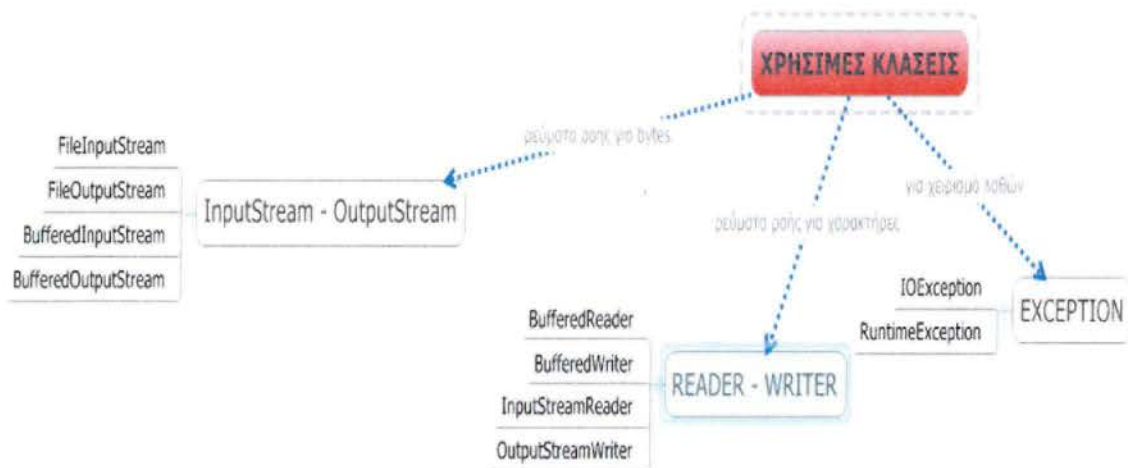 ΧΡΗΣΙΜΕΣ ΚΛΑΣΕΙΣ
ρεύματα ροής για bytes
FileInputStream
FileOutputStream
BufferedInputStream
BufferedOutputStream
InputStream - OutputStream
για χειρισμό λαθών
ρεύματα ροής για χαρακτήρες
IOException
RuntimeException
EXCEPTION
BufferedReader
BufferedWriter
InputStreamReader
OutputStreamWriter
READER - WRITER